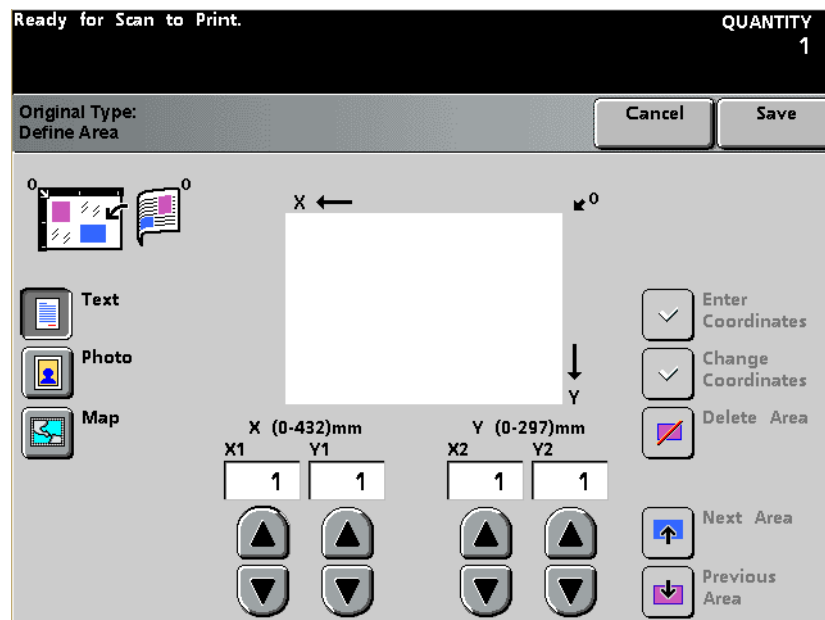 Ready for Scan to Print.
QUANTITY
1
Original Type:
Define Area
Cancel
Save
0
0
X
0
Text
Photo
Map
Y
Enter
Coordinates
Change
Coordinates
Delete Area
X (0-432)mm
Y (0-297)mm
X1
Y1
X2
Y2
1
1
1
1
Next Area
Previous
Area